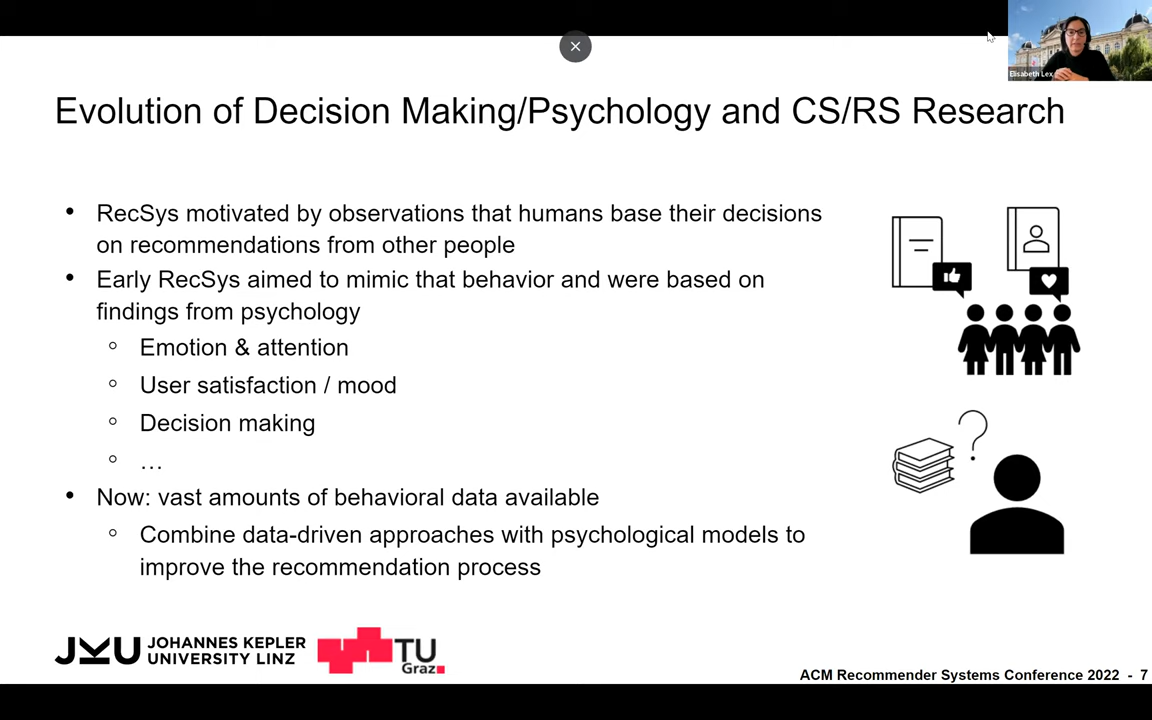 Elisabeth Lex
Evolution of Decision Making/Psychology and CS/RS Research
• RecSys motivated by observations that humans base their decisions
on recommendations from other people
• Early RecSys aimed to mimic that behavior and were based on
findings from psychology
○ Emotion & attention
○ User satisfaction / mood
○ Decision making
○ …
• Now: vast amounts of behavioral data available
○ Combine data-driven approaches with psychological models to
improve the recommendation process
?
JKU JOHANNES KEPLER
UNIVERSITY LINZ
TU
Graz
ACM Recommender Systems Conference 2022 - 7